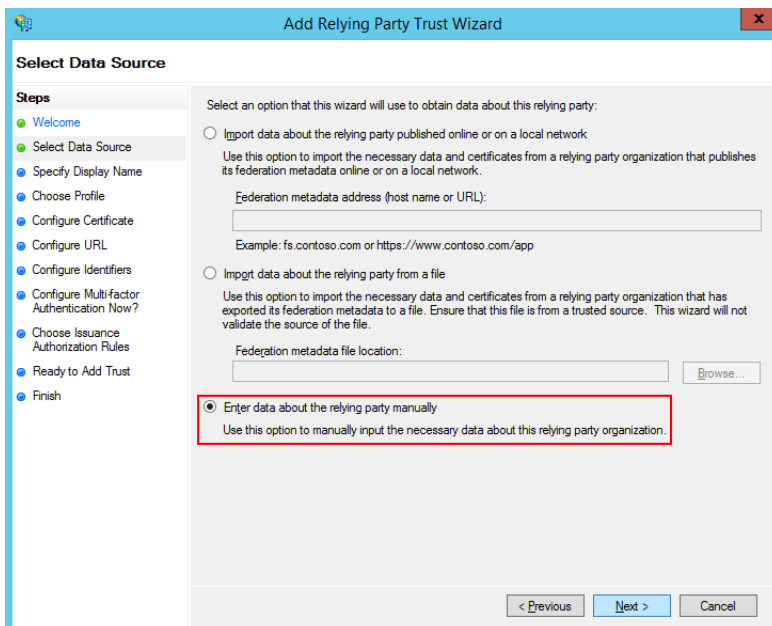 Add Relying Party Trust Wizard
x
Select Data Source
Steps
Welcome
Select Data Source
Specify Display Name
Choose Profile
Configure Certificate
Configure URL
Configure Identifiers
Configure Multi-factor
Authentication Now?
Choose Issuance
Authorization Rules
Ready to Add Trust
Finish
Select an option that this wizard will use to obtain data about this relying party:
Import data about the relying party published online or on a local network
Use this option to import the necessary data and certificates from a relying party organization that publishes
its federation metadata online or on a local network.
Federation metadata address (host name or URL):
Example: fs.contoso.com or https://www.contoso.com/app
Import data about the relying party from a file
Use this option to import the necessary data and certificates from a relying party organization that has
exported its federation metadata to a file. Ensure that this file is from a trusted source.  This wizard will not
validate the source of the file.
Federation metadata file location:
Browse...
Enter data about the relying party manually
Use this option to manually input the necessary data about this relying party organization.
< Previous
Next >
Cancel